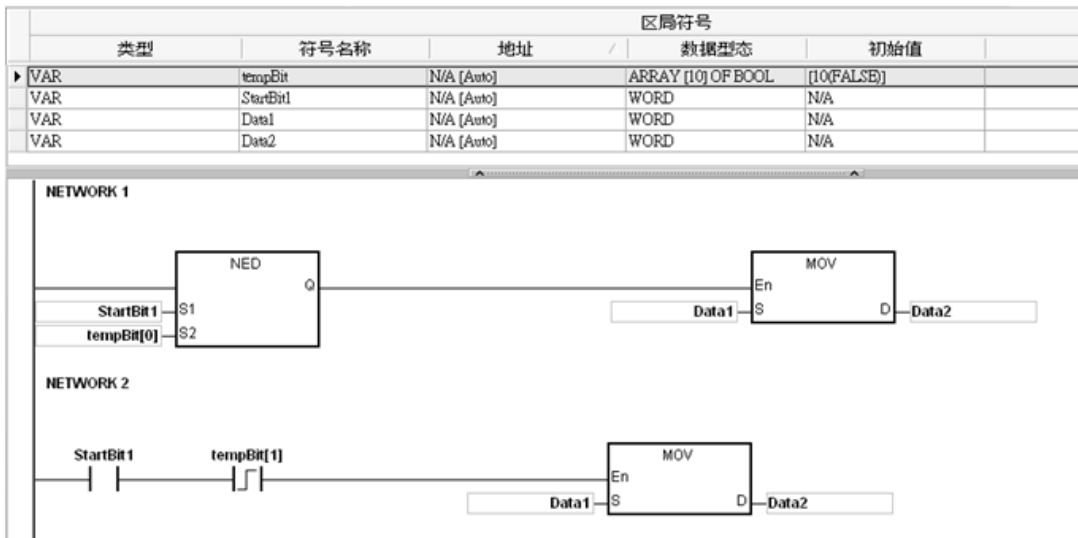 区局符号
类型 符号名称 地址 数据型态 初始值
VAR tempBit N/A [Auto] ARRAY [10] OF BOOL [10(FALSE)]
VAR StartBit1 N/A [Auto] WORD N/A
VAR Data1 N/A [Auto] WORD N/A
VAR Data2 N/A [Auto] WORD N/A
NETWORK 1
NED MOV
Q En
StartBit1 S1 Data1 S D Data2
tempBit[0] S2
NETWORK 2
StartBit1 tempBit[1] MOV
En
Data1 S D Data2